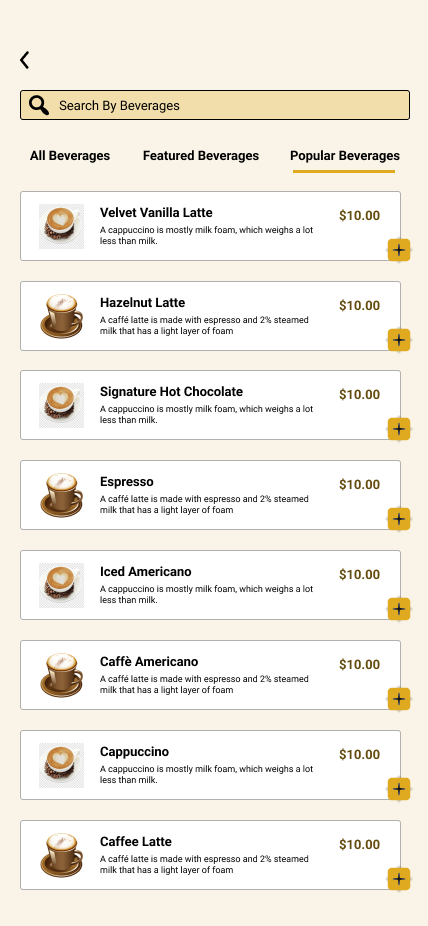 Search By Beverages
All Beverages Featured Beverages Popular Beverages
Velvet Vanilla Latte $10.00
A cappuccino is mostly milk foam, which weighs a lot
less than milk.
Hazelnut Latte $10.00
A caffé latte is made with espresso and 2% steamed
milk that has a light layer of foam
Signature Hot Chocolate $10.00
A cappuccino is mostly milk foam, which weighs a lot
less than milk.
Espresso $10.00
A caffé latte is made with espresso and 2% steamed
milk that has a light layer of foam
Iced Americano $10.00
A cappuccino is mostly milk foam, which weighs a lot
less than milk.
Caffè Americano $10.00
A caffé latte is made with espresso and 2% steamed
milk that has a light layer of foam
Cappuccino $10.00
A cappuccino is mostly milk foam, which weighs a lot
less than milk.
Caffee Latte $10.00
A caffé latte is made with espresso and 2% steamed
milk that has a light layer of foam